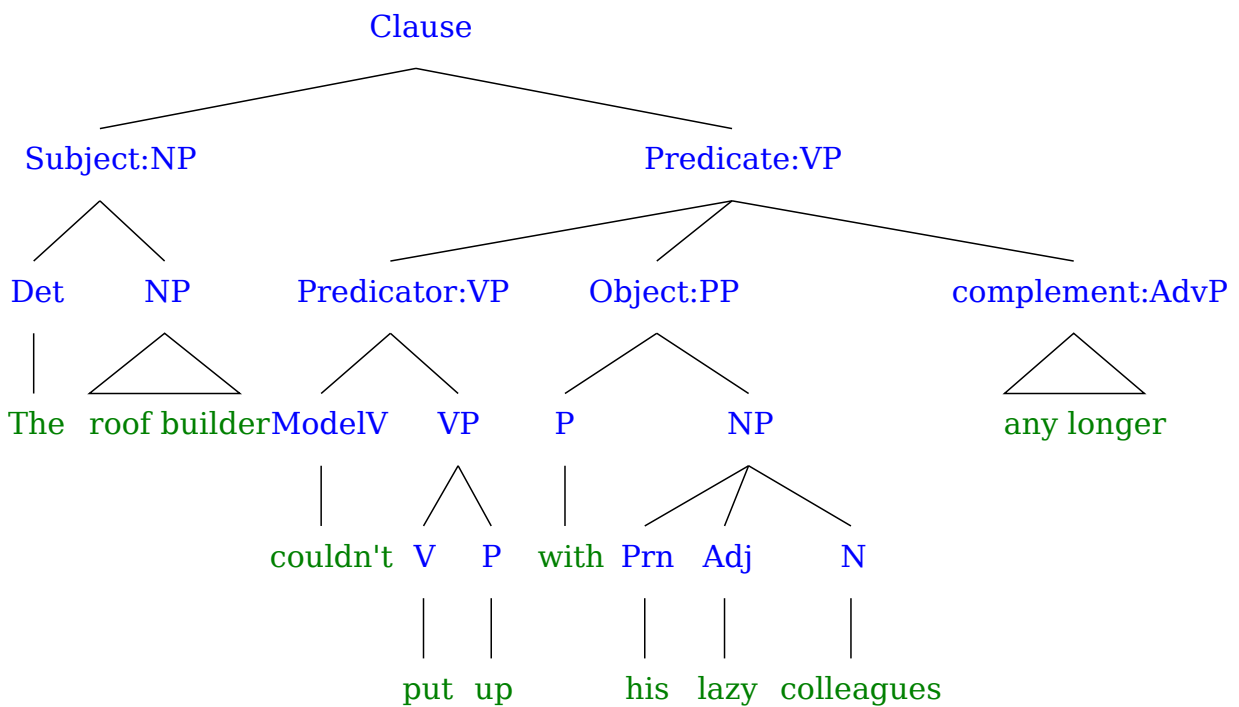 Clause
Subject:NP Predicate:VP
Det NP Predicator:VP Object:PP complement:AdvP
The roof builder ModelV VP P NP any longer
couldn't V P with Prn Adj N
put up his lazy colleagues